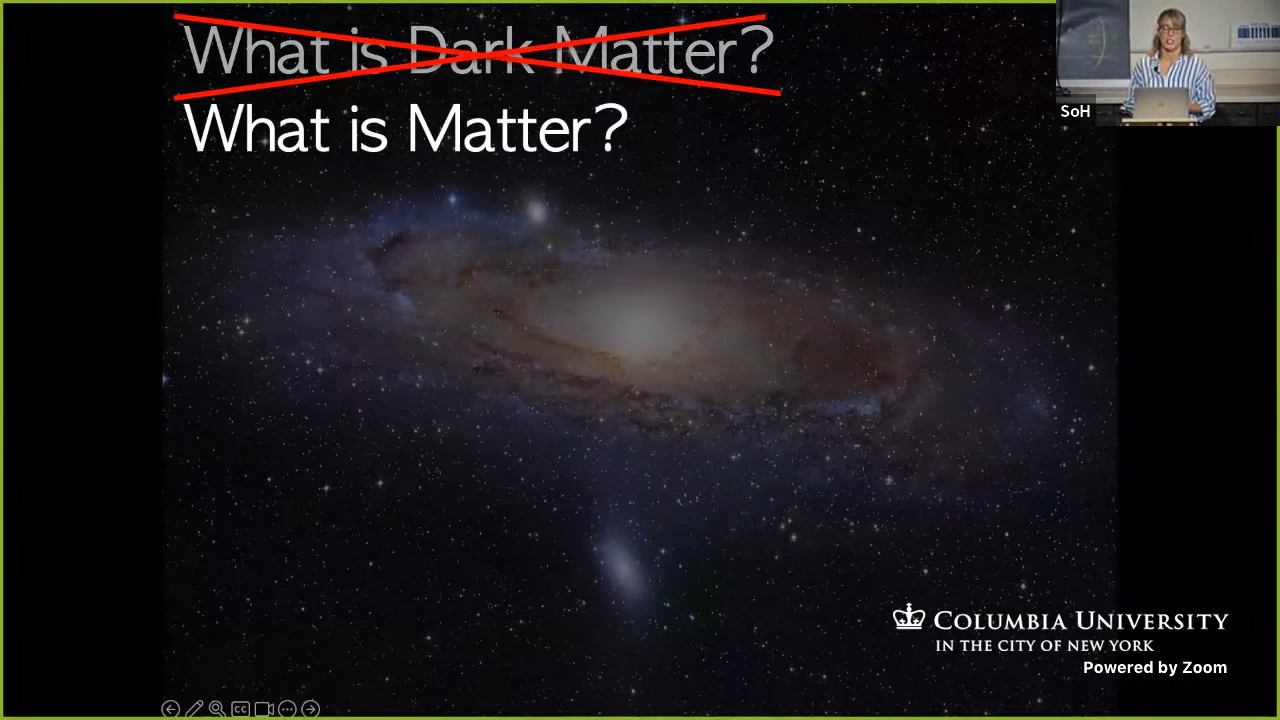 What is Dark Matter?
What is Matter?
SoH
COLUMBIA UNIVERSITY
IN THE CITY OF NEW YORK
Powered by Zoom
CC